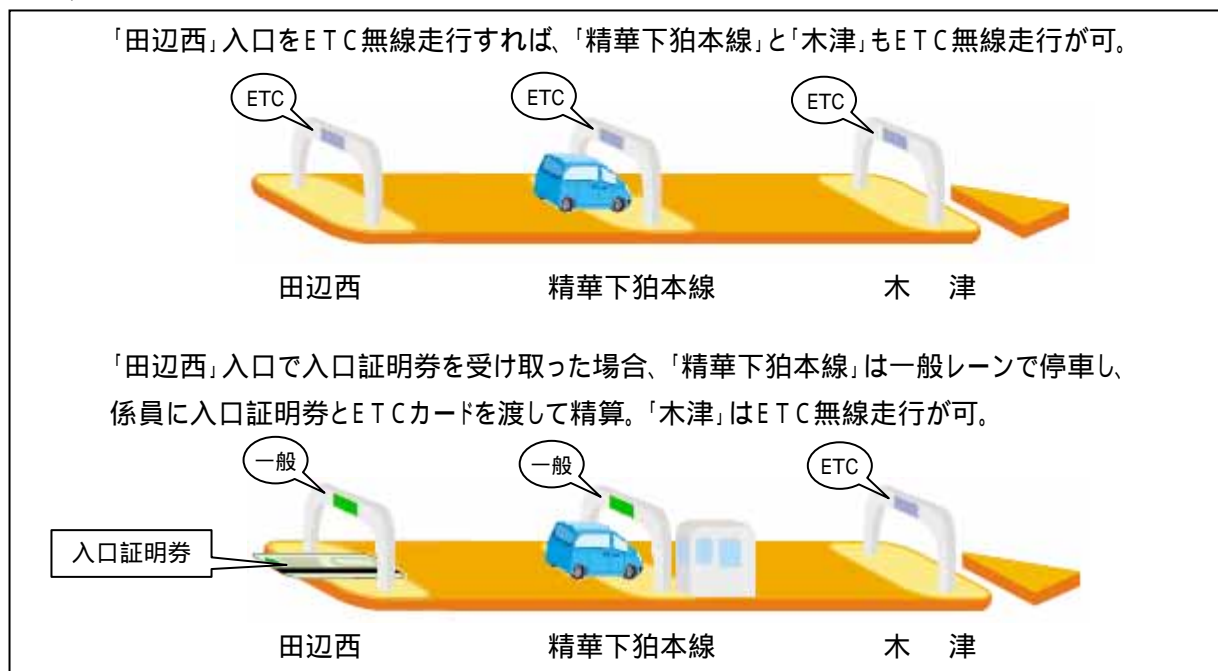 「田辺西」入口をETC無線走行すれば、「精華下狛本線」と「木津」もETC無線走行が可。
ETC
ETC
ETC
田辺西
精華下狛本線
木 津
「田辺西」入口で入口証明券を受け取った場合、「精華下狛本線」は一般レーンで停車し、
係員に入口証明券とETCカードを渡して精算。「木津」はETC無線走行が可。
一般
一般
ETC
入口証明券
田辺西
精華下狛本線
木 津